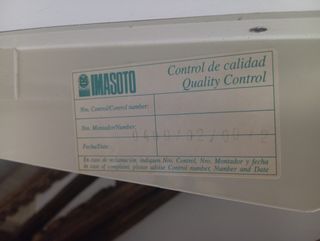 IMASOTO
Control de calidad
Quality Control
Nro. Control/Control number:
Nro. Montador/Number:
Fecha/Date
En caso de reclamación, indiquen Nro. Control, Nro. Montador y fecha
in case of complaint, please advise Control number, Number and Date